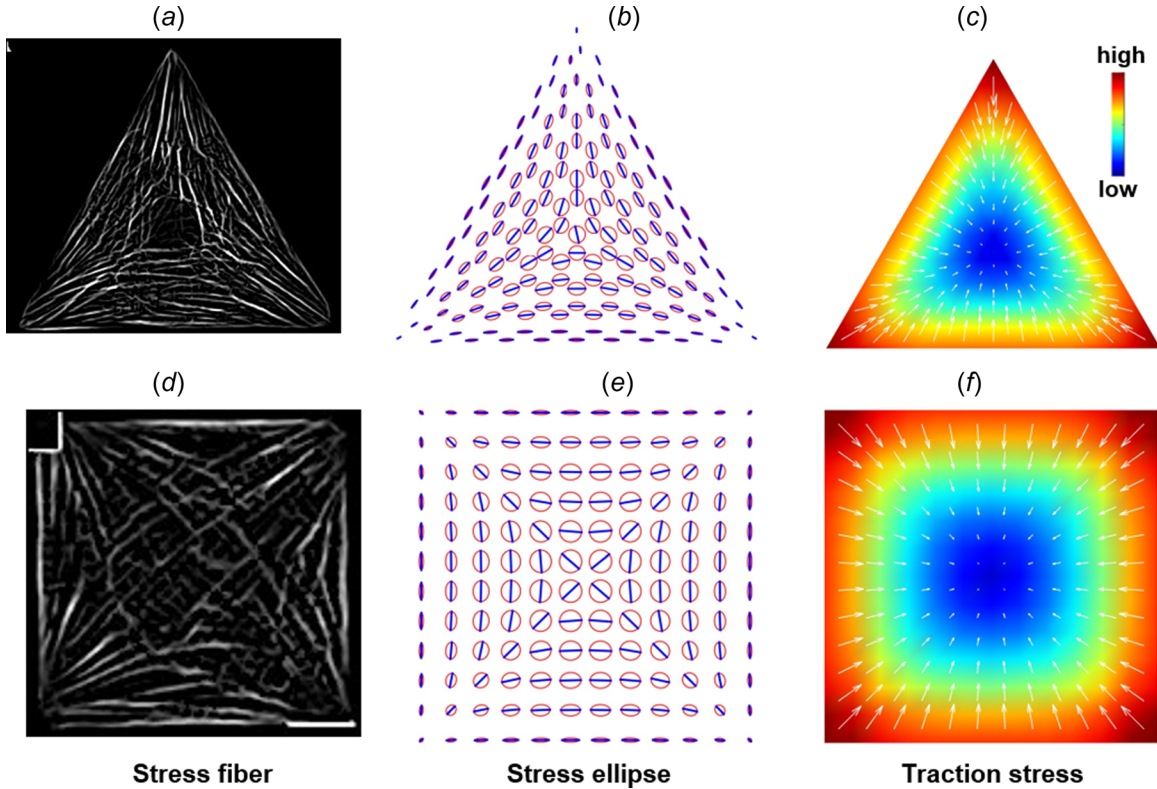 (a)
(b)
(c)
high
low
(d)
(e)
(f)
Stress fiber
Stress ellipse
Traction stress